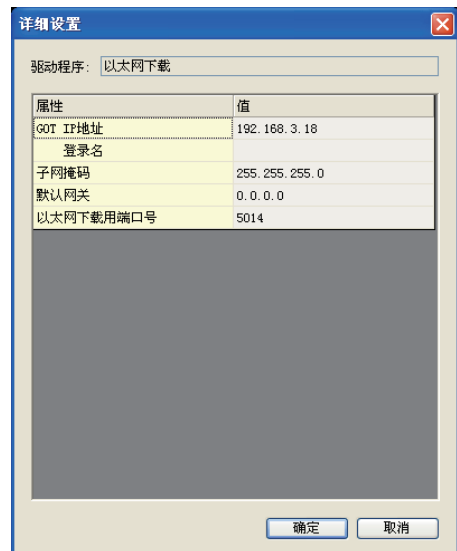 详细设置
驱动程序: 以太网下载
属性 值
GOT IP地址 192.168.3.18
登录名
子网掩码 255.255.255.0
默认网关 0.0.0.0
以太网下载用端口号 5014
确定 取消